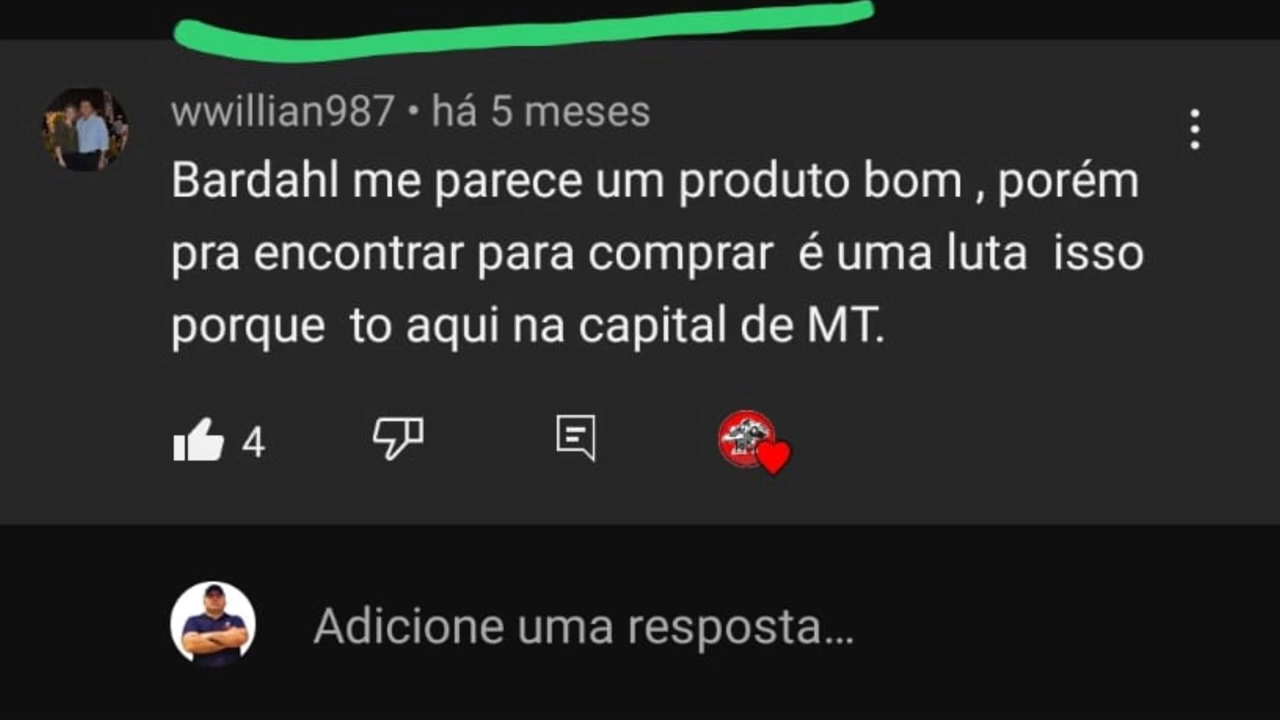 wwillian987 • há 5 meses
Bardahl me parece um produto bom , porém
pra encontrar para comprar  é uma luta  isso
porque  to aqui na capital de MT.
4
Adicione uma resposta...